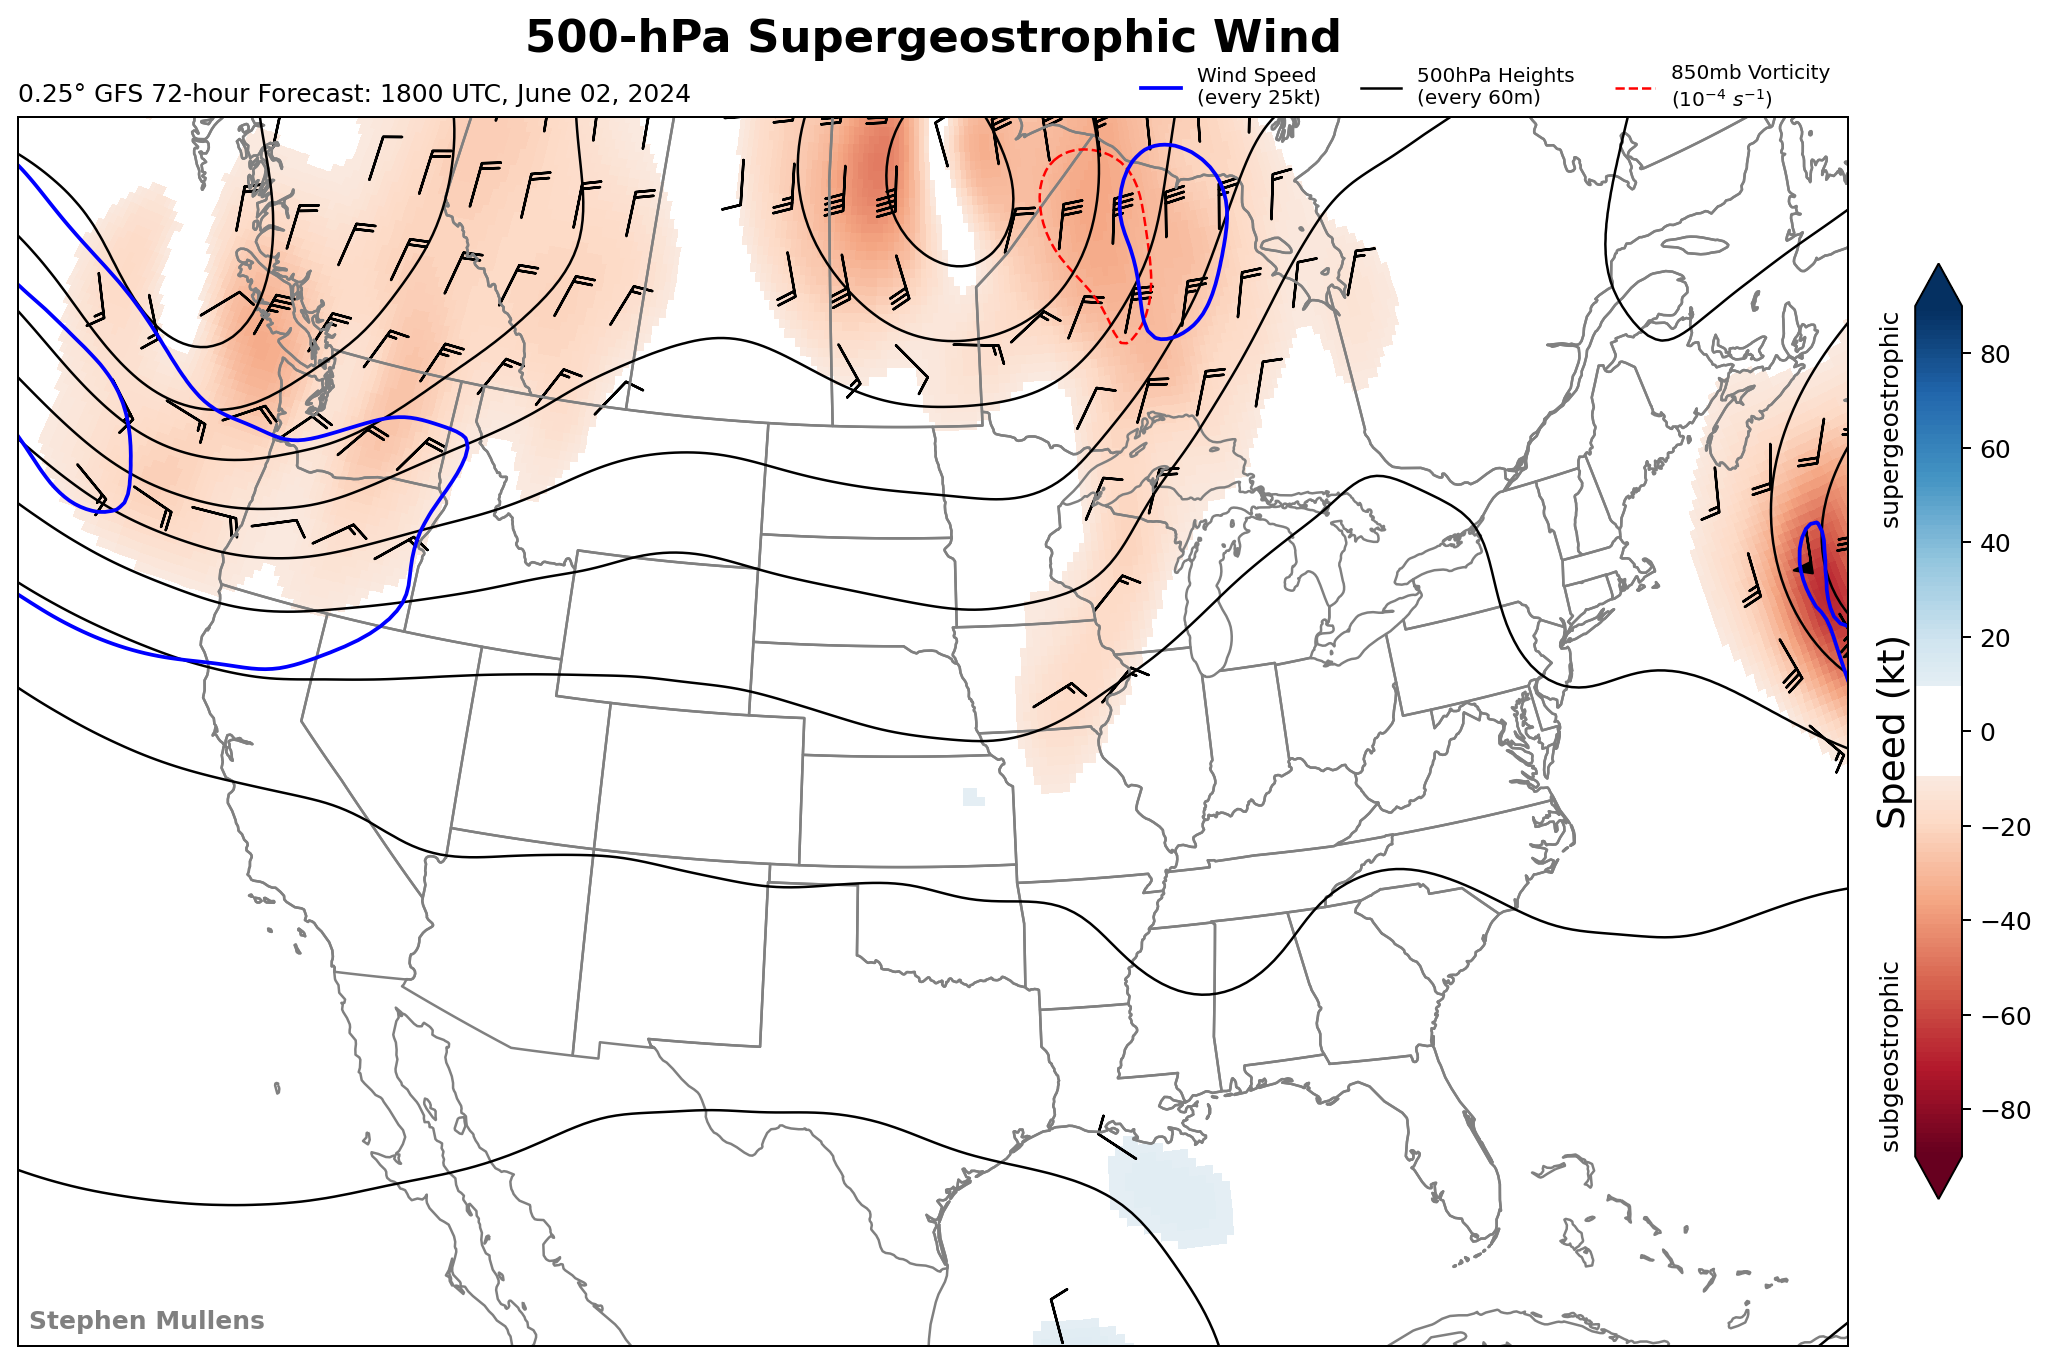 500-hPa Supergeostrophic Wind
0.25° GFS 72-hour Forecast: 1800 UTC, June 02, 2024
Wind Speed
(every 25kt)
500hPa Heights
(every 60m)
850mb Vorticity
(10⁻⁴ s⁻¹)
supergeostrophic
Speed (kt)
subgeostrophic
80
60
40
20
0
−20
−40
−60
−80
Stephen Mullens